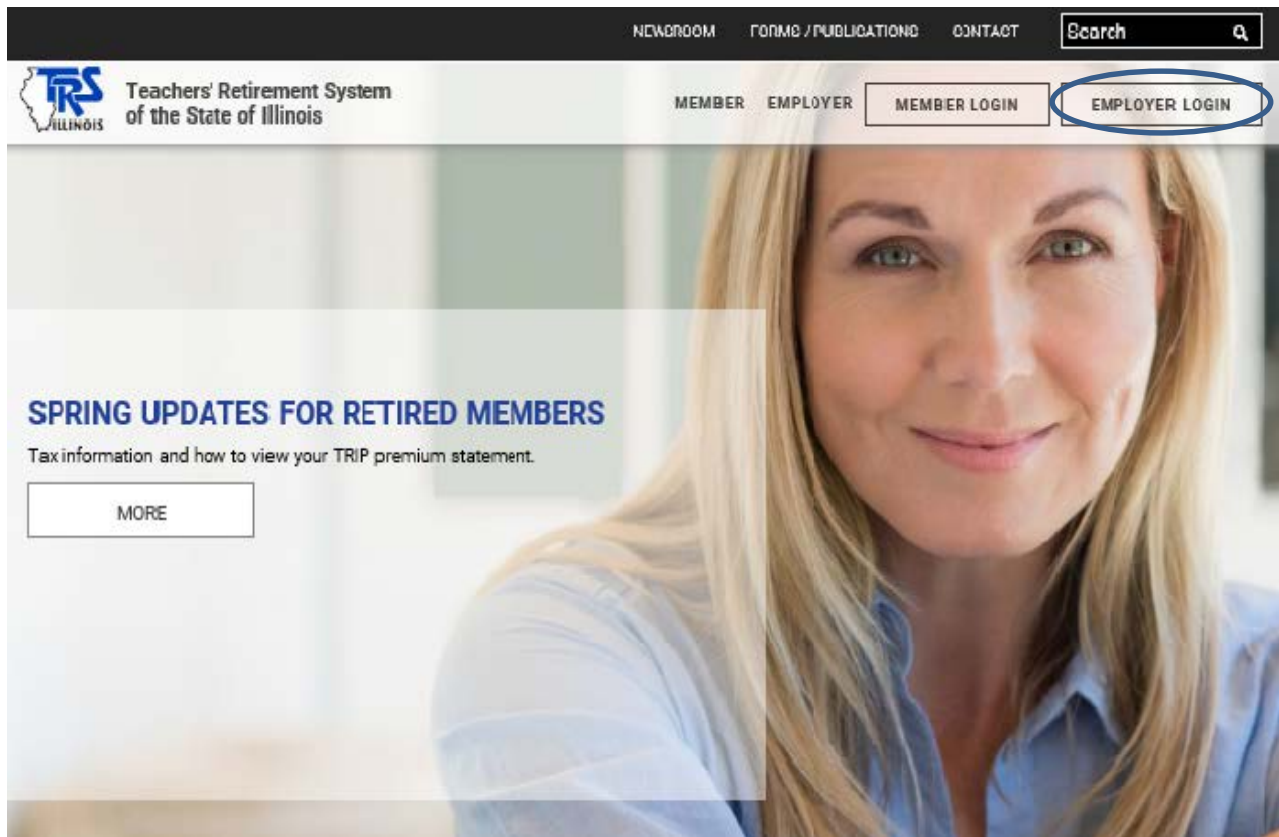 NEWSROOM FORMS / PUBLICATIONS CONTACT Search
TRS
ILLINOIS
Teachers' Retirement System
of the State of Illinois
MEMBER EMPLOYER MEMBER LOGIN EMPLOYER LOGIN
SPRING UPDATES FOR RETIRED MEMBERS
Tax information and how to view your TRIP premium statement.
MORE